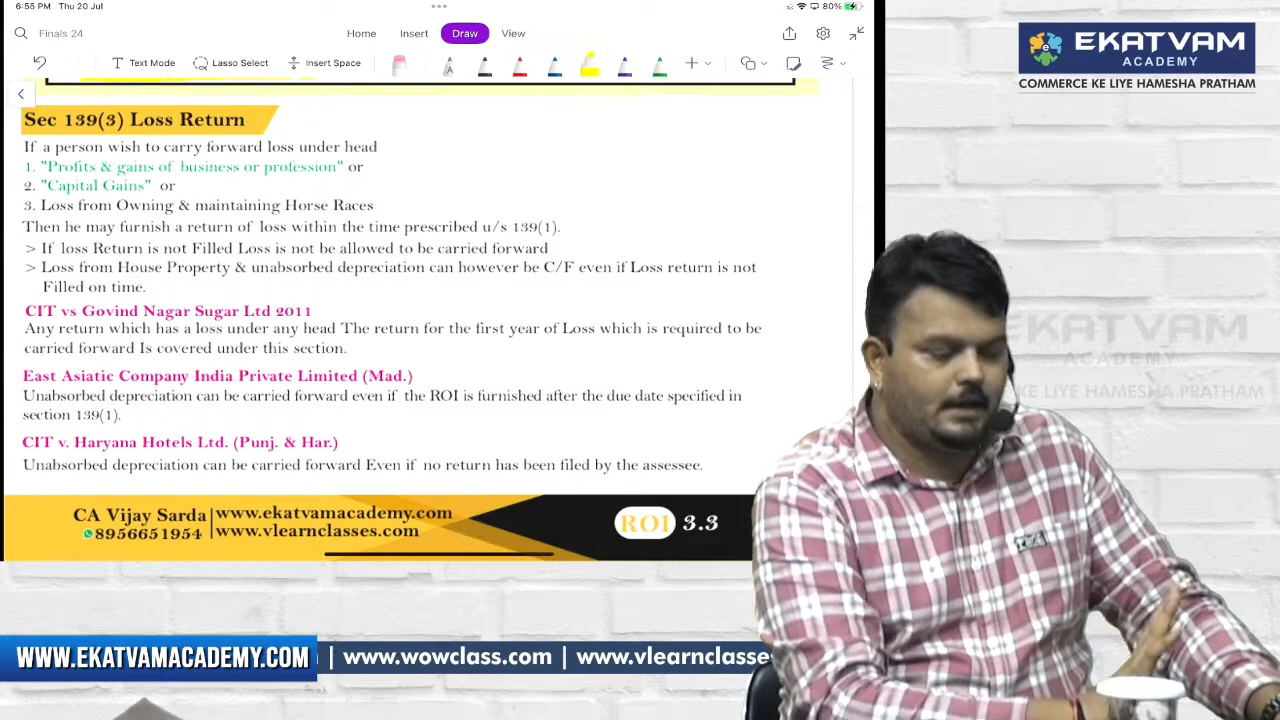 6:55 PM Thu 20 Jul
80%
Finals 24
Home Insert Draw View
Text Mode Lasso Select Insert Space
EKATVAM
ACADEMY
COMMERCE KE LIYE HAMESHA PRATHAM
Sec 139(3) Loss Return
If a person wish to carry forward loss under head
1. "Profits & gains of business or profession" or
2. "Capital Gains" or
3. Loss from Owning & maintaining Horse Races
Then he may furnish a return of loss within the time prescribed u/s 139(1).
> If loss Return is not Filled Loss is not be allowed to be carried forward
> Loss from House Property & unabsorbed depreciation can however be C/F even if Loss return is not
Filled on time.
CIT vs Govind Nagar Sugar Ltd 2011
Any return which has a loss under any head The return for the first year of Loss which is required to be
carried forward Is covered under this section.
East Asiatic Company India Private Limited (Mad.)
Unabsorbed depreciation can be carried forward even if the ROI is furnished after the due date specified in
section 139(1).
CIT v. Haryana Hotels Ltd. (Punj. & Har.)
Unabsorbed depreciation can be carried forward Even if no return has been filed by the assessee.
EKATVAM
ACADEMY
KE LIYE HAMESHA PRATHAM
CA Vijay Sarda
8956651954
www.ekatvamacademy.com
www.vlearnclasses.com
ROI 3.3
WWW.EKATVAMACADEMY.COM | www.wowclass.com | www.vlearnclasse